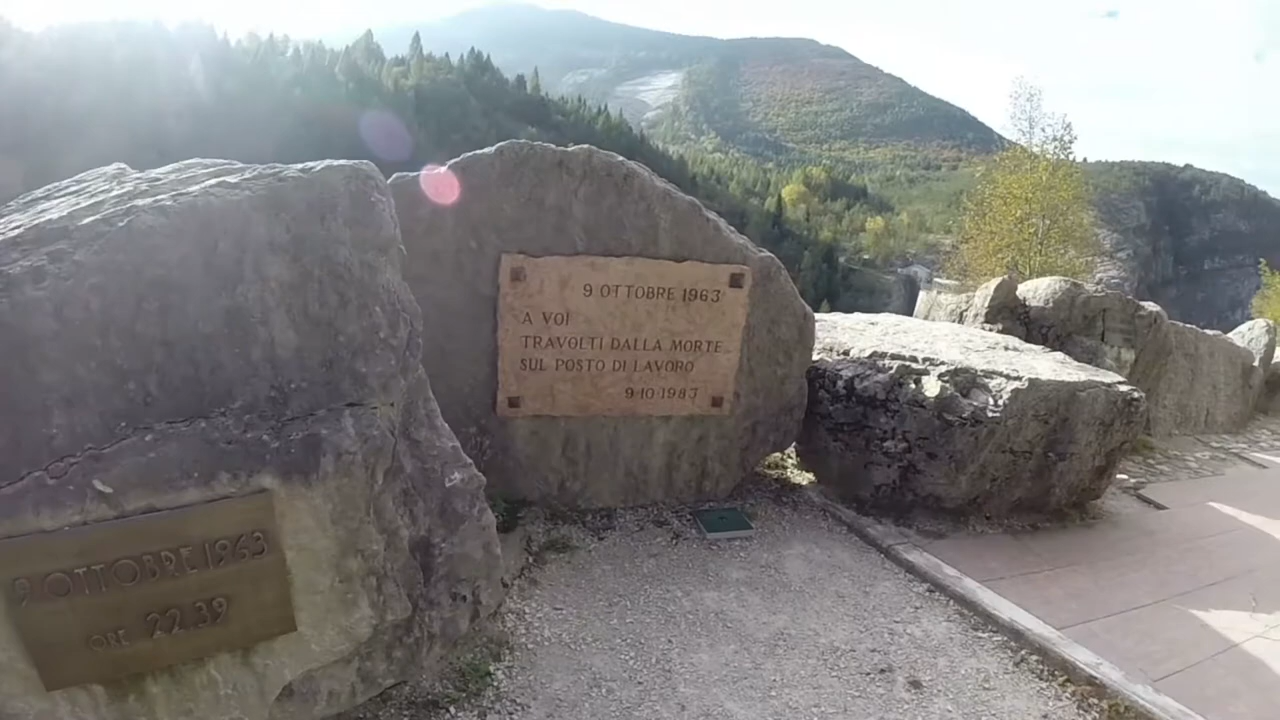 9 OTTOBRE 1963
A VOI
TRAVOLTI DALLA MORTE
SUL POSTO DI LAVORO
9·10·1983
9 OTTOBRE 1963
ORE 22.39